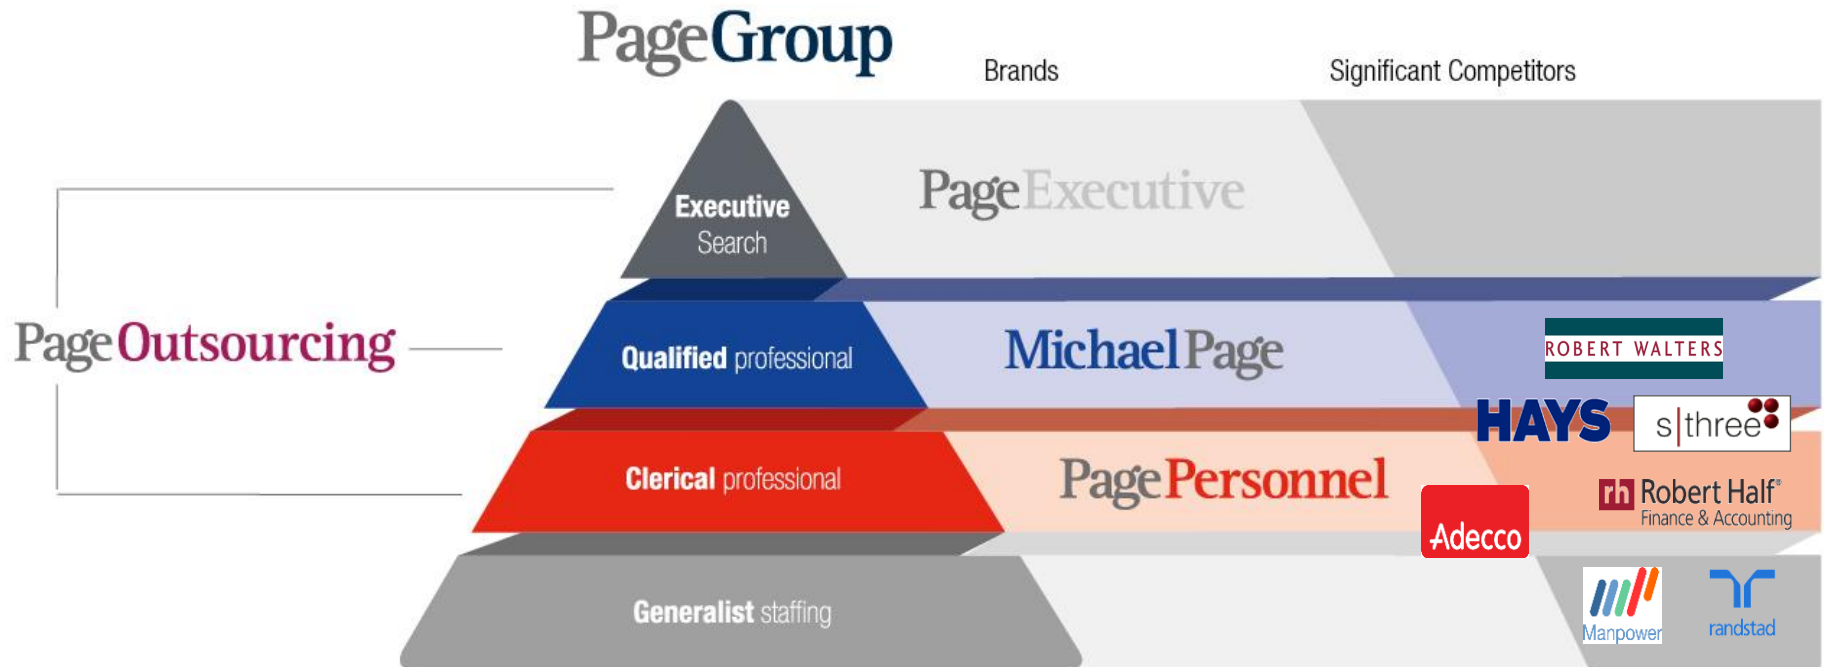 PageGroup
Brands
Significant Competitors
Executive
Search
PageExecutive
PageOutsourcing
Qualified professional
MichaelPage
ROBERT WALTERS
HAYS
s|three
Clerical professional
PagePersonnel
Adecco
rh Robert Half®
Finance & Accounting
Generalist staffing
Manpower
randstad